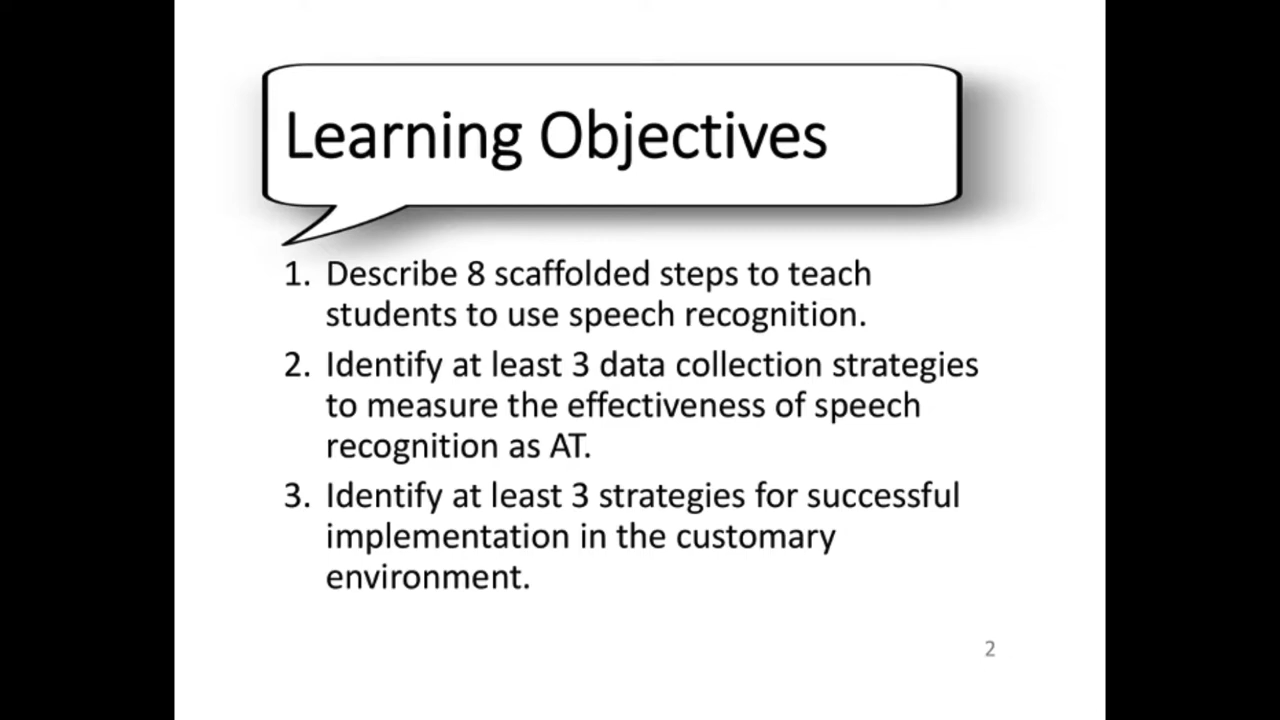 Learning Objectives
1. Describe 8 scaffolded steps to teach
students to use speech recognition.
2. Identify at least 3 data collection strategies
to measure the effectiveness of speech
recognition as AT.
3. Identify at least 3 strategies for successful
implementation in the customary
environment.
2